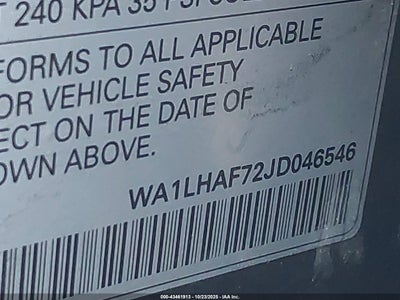 240 KPA 35
FORMS TO ALL APPLICABLE
OR VEHICLE SAFETY
ECT ON THE DATE OF
OWN ABOVE.
WA1LHAF72JD046546
000-43461913 - 10/23/2025 - IAA Inc.